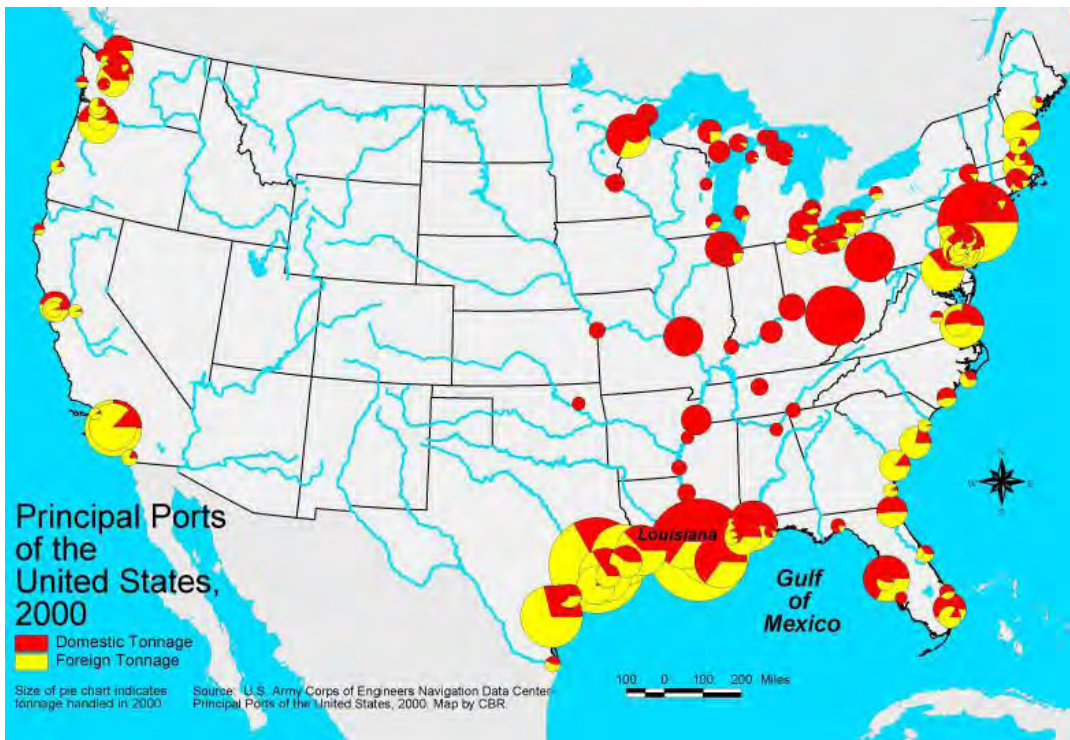 Louisiana
Gulf
of
Mexico
N
W E
S
Principal Ports
of the
United States,
2000
Domestic Tonnage
Foreign Tonnage
Size of pie chart indicates
tonnage handled in 2000.
Source: U.S. Army Corps of Engineers Navigation Data Center-
Principal Ports of the United States, 2000. Map by CBR.
100 0 100 200 Miles